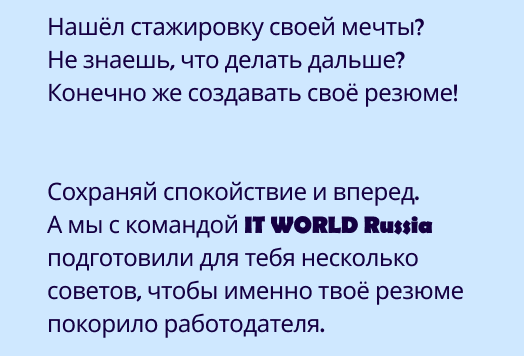 Нашёл стажировку своей мечты?
Не знаешь, что делать дальше?
Конечно же создавать своё резюме!
Сохраняй спокойствие и вперед.
А мы с командой IT WORLD Russia
подготовили для тебя несколько
советов, чтобы именно твоё резюме
покорило работодателя.